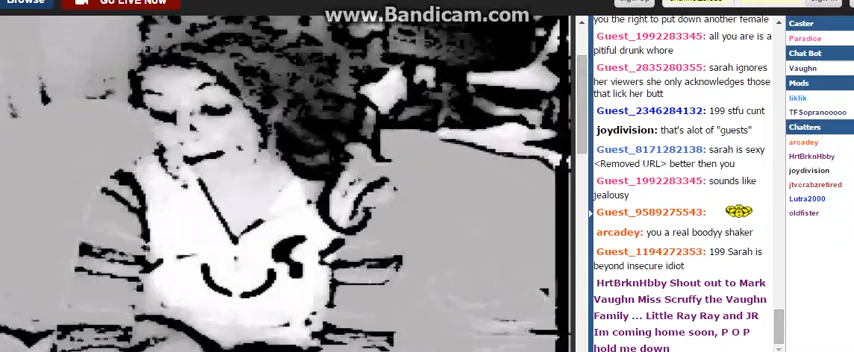 Browse
GO LIVE NOW
www.Bandicam.com
you the right to put down another female
Guest_1992283345: all you are is a
pitiful drunk whore
Guest_2835280355: sarah ignores
her viewers she only acknowledges those
that lick her butt
Guest_2346284132: 199 stfu cunt
joydivision: that's alot of "guests"
Guest_8171282138: sarah is sexy
<Removed URL> better then you
Guest_1992283345: sounds like
jealousy
Guest_9589275543:
arcadey: you a real boodyy shaker
Guest_1194272353: 199 Sarah is
beyond insecure idiot
HrtBrknHbby Shout out to Mark
Vaughn Miss Scruffy the Vaughn
Family ... Little Ray Ray and JR
Im coming home soon, P O P
hold me down
Caster
Paradice
Chat Bot
Vaughn
Mods
liklik
TFSopranooooo
Chatters
arcadey
HrtBrknHbby
joydivision
jtvcrabzretired
Lutra2000
oldfister